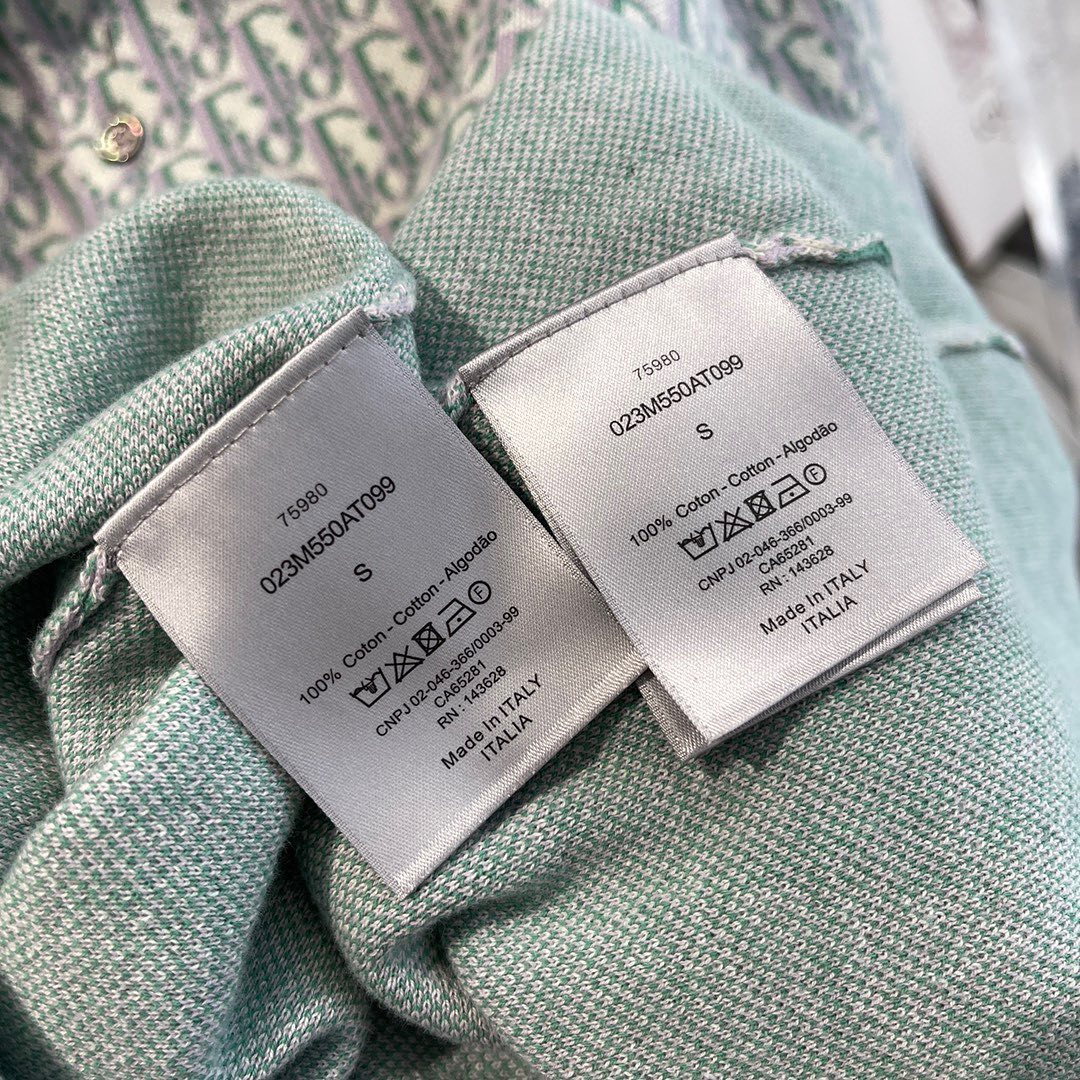 75980
023M550AT099
S
100% Coton - Cotton - Algodão
CNPJ 02-046-366/0003-99
CA65281
RN : 143628
Made In ITALY
ITALIA
75980
023M550AT099
S
100% Coton - Cotton - Algodão
CNPJ 02-046-366/0003-99
CA65281
RN : 143628
Made In ITALY
ITALIA